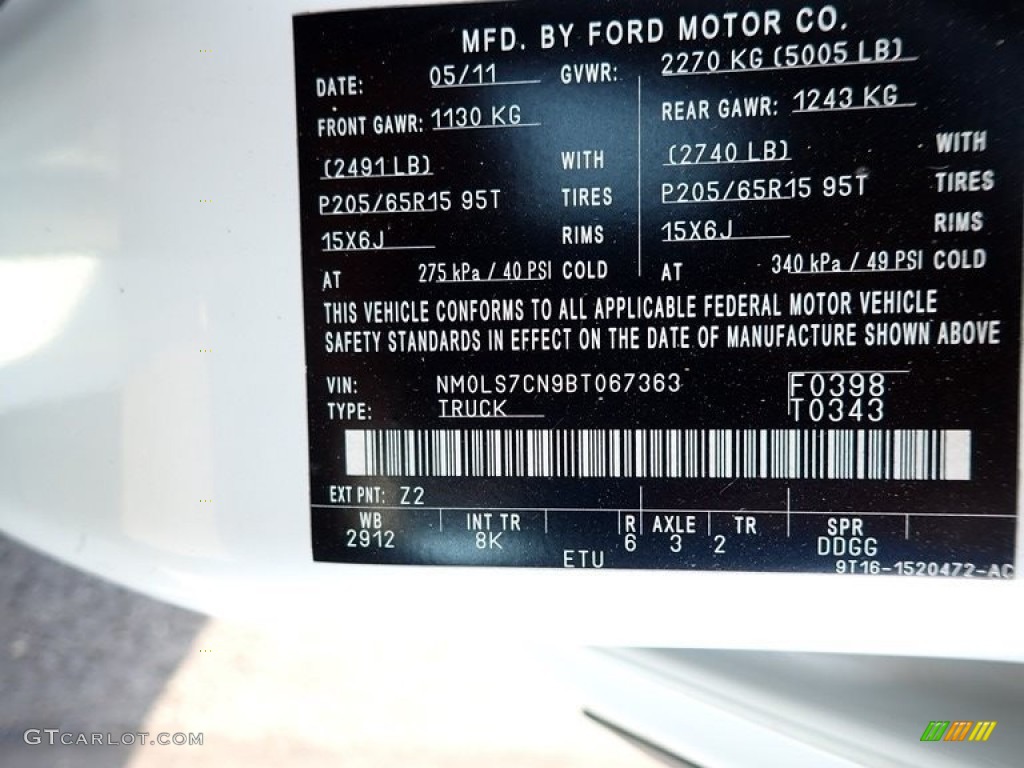 MFD. BY FORD MOTOR CO.
DATE: 05/11 GVWR: 2270 KG (5005 LB)
FRONT GAWR: 1130 KG REAR GAWR: 1243 KG
(2491 LB) WITH (2740 LB) WITH
P205/65R15 95T TIRES P205/65R15 95T TIRES
15X6J RIMS 15X6J RIMS
AT 275 kPa / 40 PSI COLD AT 340 kPa / 49 PSI COLD
THIS VEHICLE CONFORMS TO ALL APPLICABLE FEDERAL MOTOR VEHICLE
SAFETY STANDARDS IN EFFECT ON THE DATE OF MANUFACTURE SHOWN ABOVE
VIN: NM0LS7CN9BT067363 F0398
TYPE: TRUCK T0343
EXT PNT: Z2
WB INT TR R AXLE TR SPR
2912 8K 6 3 2 DDGG
ETU 9T16-1520472-AC
GTCARLOT.COM